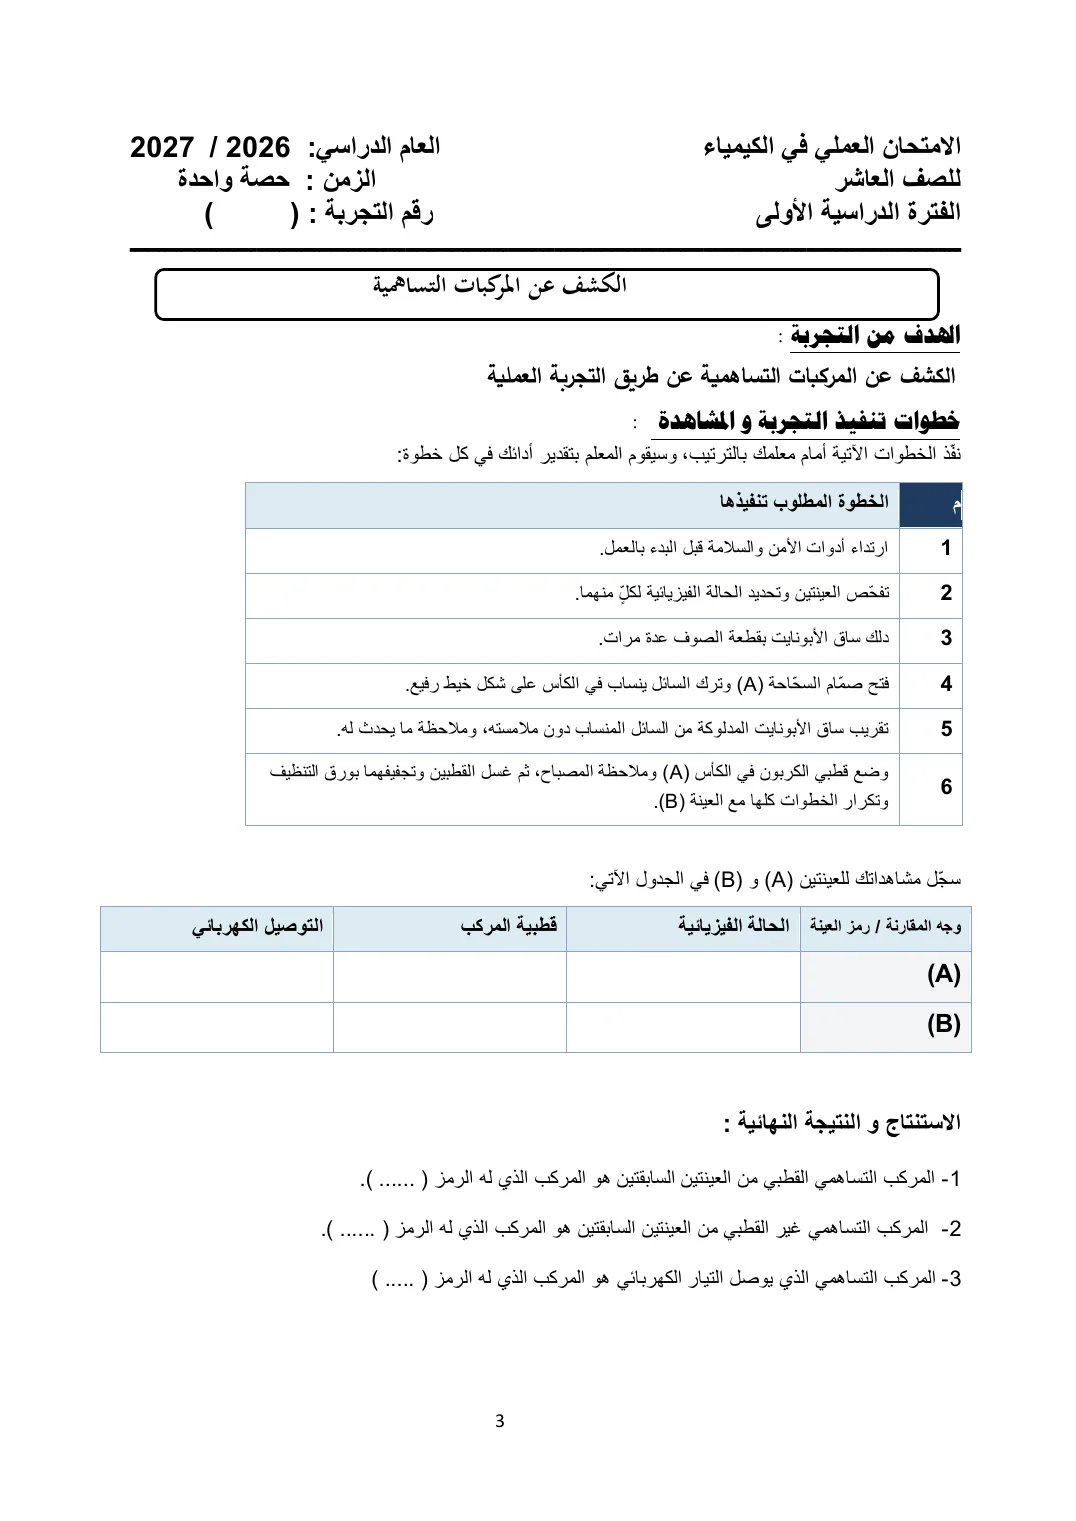 الامتحان العملي في الكيمياء العام الدراسي: 2026 / 2027
للصف العاشر الزمن : حصة واحدة
الفترة الدراسية الأولى رقم التجربة : ( )
الكشف عن المركبات التساهمية
الهدف من التجربة :
الكشف عن المركبات التساهمية عن طريق التجربة العملية
خطوات تنفيذ التجربة و المشاهدة :
نفّذ الخطوات الآتية أمام معلمك بالترتيب، وسيقوم المعلم بتقدير أدائك في كل خطوة:
م الخطوة المطلوب تنفيذها
1 ارتداء أدوات الأمن والسلامة قبل البدء بالعمل.
2 تفحّص العينتين وتحديد الحالة الفيزيائية لكلٍّ منهما.
3 دلك ساق الأبونايت بقطعة الصوف عدة مرات.
4 فتح صمّام السحّاحة (A) وترك السائل ينساب في الكأس على شكل خيط رفيع.
5 تقريب ساق الأبونايت المدلوكة من السائل المنساب دون ملامسته، وملاحظة ما يحدث له.
6 وضع قطبي الكربون في الكأس (A) وملاحظة المصباح، ثم غسل القطبين وتجفيفهما بورق التنظيف
وتكرار الخطوات كلها مع العينة (B).
سجّل مشاهداتك للعينتين (A) و (B) في الجدول الآتي:
وجه المقارنة / رمز العينة الحالة الفيزيائية قطبية المركب التوصيل الكهربائي
(A)
(B)
الاستنتاج و النتيجة النهائية :
1- المركب التساهمي القطبي من العينتين السابقتين هو المركب الذي له الرمز ( ...... ).
2- المركب التساهمي غير القطبي من العينتين السابقتين هو المركب الذي له الرمز ( ...... ).
3- المركب التساهمي الذي يوصل التيار الكهربائي هو المركب الذي له الرمز ( ..... )
3